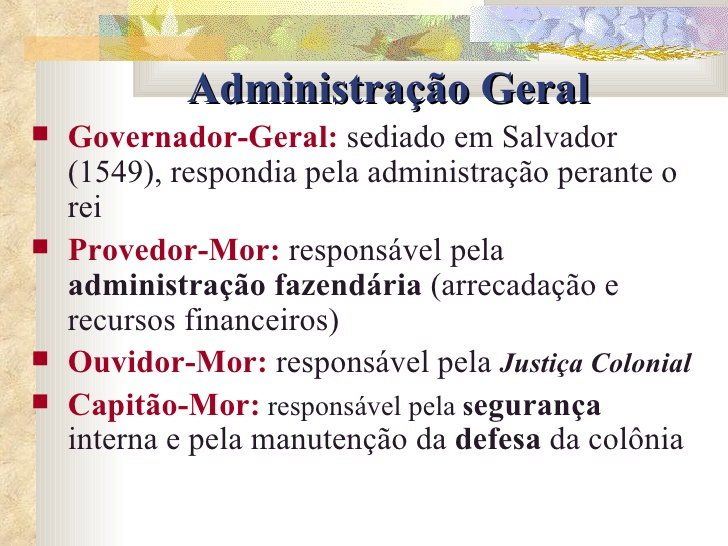 Administração Geral
Governador-Geral: sediado em Salvador
(1549), respondia pela administração perante o
rei
Provedor-Mor: responsável pela
administração fazendária (arrecadação e
recursos financeiros)
Ouvidor-Mor: responsável pela Justiça Colonial
Capitão-Mor: responsável pela segurança
interna e pela manutenção da defesa da colônia